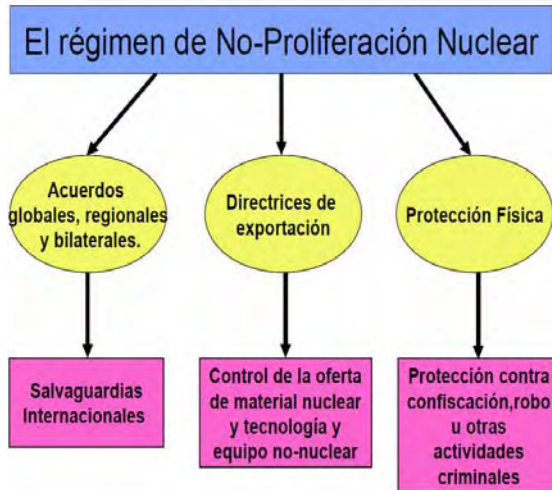 El régimen de No-Proliferación Nuclear
Acuerdos
globales, regionales
y bilaterales.
Directrices de
exportación
Protección Física
Salvaguardias
Internacionales
Control de la oferta
de material nuclear
y tecnología y
equipo no-nuclear
Protección contra
confiscación,robo
u otras
actividades
criminales